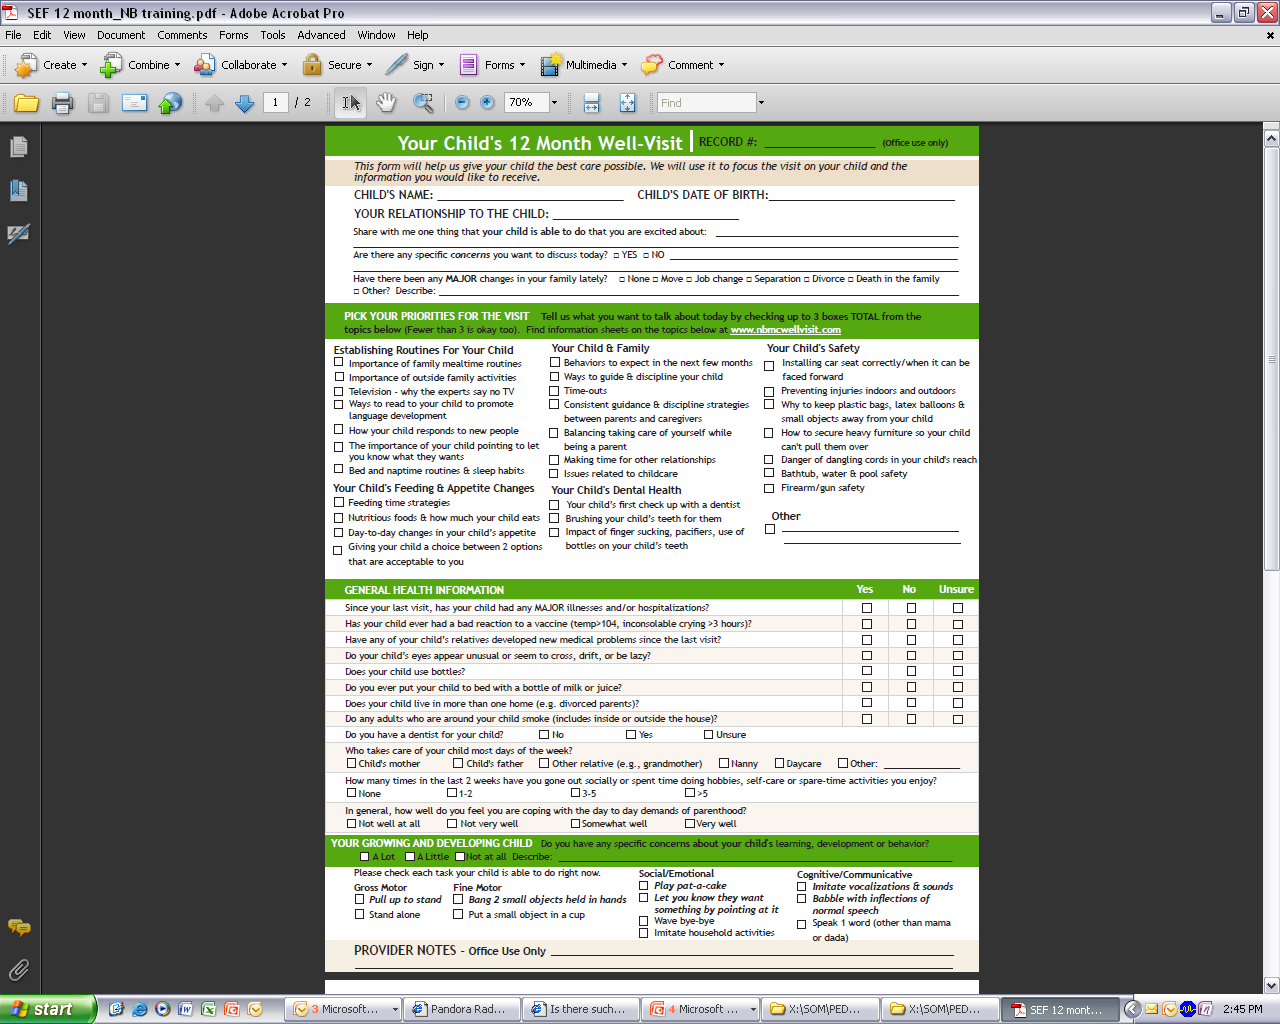 SEF 12 month_NB training.pdf - Adobe Acrobat Pro
File Edit View Document Comments Forms Tools Advanced Window Help
Create Combine Collaborate Secure Sign Forms Multimedia Comment
1 / 2 70% Find
Your Child's 12 Month Well-Visit RECORD #: (Office use only)
This form will help us give your child the best care possible. We will use it to focus the visit on your child and the
information you would like to receive.
CHILD'S NAME: CHILD'S DATE OF BIRTH:
YOUR RELATIONSHIP TO THE CHILD:
Share with me one thing that your child is able to do that you are excited about:
Are there any specific concerns you want to discuss today? □ YES □ NO
Have there been any MAJOR changes in your family lately? □ None □ Move □ Job change □ Separation □ Divorce □ Death in the family
□ Other? Describe:
PICK YOUR PRIORITIES FOR THE VISIT Tell us what you want to talk about today by checking up to 3 boxes TOTAL from the
topics below (Fewer than 3 is okay too). Find information sheets on the topics below at www.nbmcwellvisit.com
Establishing Routines For Your Child
Importance of family mealtime routines
Importance of outside family activities
Television - why the experts say no TV
Ways to read to your child to promote
language development
How your child responds to new people
The importance of your child pointing to let
you know what they wants
Bed and naptime routines & sleep habits
Your Child's Feeding & Appetite Changes
Feeding time strategies
Nutritious foods & how much your child eats
Day-to-day changes in your child's appetite
Giving your child a choice between 2 options
that are acceptable to you
Your Child & Family
Behaviors to expect in the next few months
Ways to guide & discipline your child
Time-outs
Consistent guidance & discipline strategies
between parents and caregivers
Balancing taking care of yourself while
being a parent
Making time for other relationships
Issues related to childcare
Your Child's Dental Health
Your child's first check up with a dentist
Brushing your child's teeth for them
Impact of finger sucking, pacifiers, use of
bottles on your child's teeth
Your Child's Safety
Installing car seat correctly/when it can be
faced forward
Preventing injuries indoors and outdoors
Why to keep plastic bags, latex balloons &
small objects away from your child
How to secure heavy furniture so your child
can't pull them over
Danger of dangling cords in your child's reach
Bathtub, water & pool safety
Firearm/gun safety
Other
GENERAL HEALTH INFORMATION Yes No Unsure
Since your last visit, has your child had any MAJOR illnesses and/or hospitalizations?
Has your child ever had a bad reaction to a vaccine (temp>104, inconsolable crying >3 hours)?
Have any of your child's relatives developed new medical problems since the last visit?
Do your child's eyes appear unusual or seem to cross, drift, or be lazy?
Does your child use bottles?
Do you ever put your child to bed with a bottle of milk or juice?
Does your child live in more than one home (e.g. divorced parents)?
Do any adults who are around your child smoke (includes inside or outside the house)?
Do you have a dentist for your child? No Yes Unsure
Who takes care of your child most days of the week?
Child's mother Child's father Other relative (e.g., grandmother) Nanny Daycare Other:
How many times in the last 2 weeks have you gone out socially or spent time doing hobbies, self-care or spare-time activities you enjoy?
None 1-2 3-5 >5
In general, how well do you feel you are coping with the day to day demands of parenthood?
Not well at all Not very well Somewhat well Very well
YOUR GROWING AND DEVELOPING CHILD Do you have any specific concerns about your child's learning, development or behavior?
A Lot A Little Not at all Describe:
Please check each task your child is able to do right now.
Gross Motor
Pull up to stand
Stand alone
Fine Motor
Bang 2 small objects held in hands
Put a small object in a cup
Social/Emotional
Play pat-a-cake
Let you know they want
something by pointing at it
Wave bye-bye
Imitate household activities
Cognitive/Communicative
Imitate vocalizations & sounds
Babble with inflections of
normal speech
Speak 1 word (other than mama
or dada)
PROVIDER NOTES - Office Use Only
start 3 Microsoft... Pandora Rad... Is there such... 4 Microsoft ... X:\SOM\PED... X:\SOM\PED... SEF 12 mont... 2:45 PM